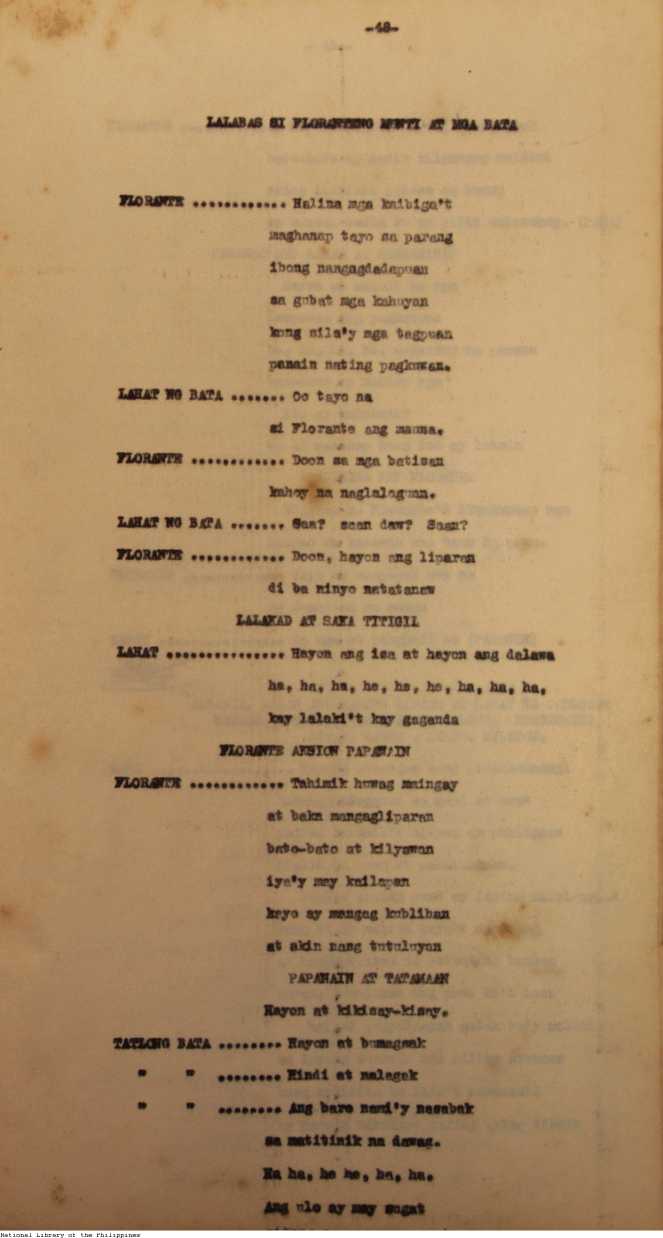 -48-
LALABAS SI FLORANTENG MUNTI AT MGA BATA
FLORANTE ............ Halina mga kaibiga't
maghanap tayo sa parang
ibong nangagdadapuan
sa gubat mga kahuyan
kong sila'y mga tagpuan
panain nating pagkuwan.
LAHAT NG BATA ....... Oo tayo na
si Florante ang mauna.
FLORANTE ............ Doon sa mga batisan
kahoy na naglalaguan.
LAHAT NG BATA ....... Saa? saan daw? Saan?
FLORANTE ............ Doon, hayon ang liparan
di ba ninyo natatanaw
LALAKAD AT SAKA TITIGIL
LAHAT ............... Hayon ang isa at hayon ang dalawa
ha, ha, ha, he, he, he, ha, ha, ha,
kay lalaki't kay gaganda
FLORANTE AKSION PAPANAIN
FLORANTE ............ Tahimik huwag maingay
at baka mangagliparan
bato-bato at kilyawan
iya'y may kailapan
kayo ay mangag kubliban
at akin nang tutuluyan
PAPANAIN AT TATAMAAN
Hayon at kikisay-kisay.
TATLONG BATA ........ Hayon at bumagsak
" " ........ Hindi at nalagak
" " ........ Ang baro nami'y nasabak
sa matitinik na dawag.
Ha ha, he he, ha, ha.
Ang ulo ay may sugat
National Library of the Philippines